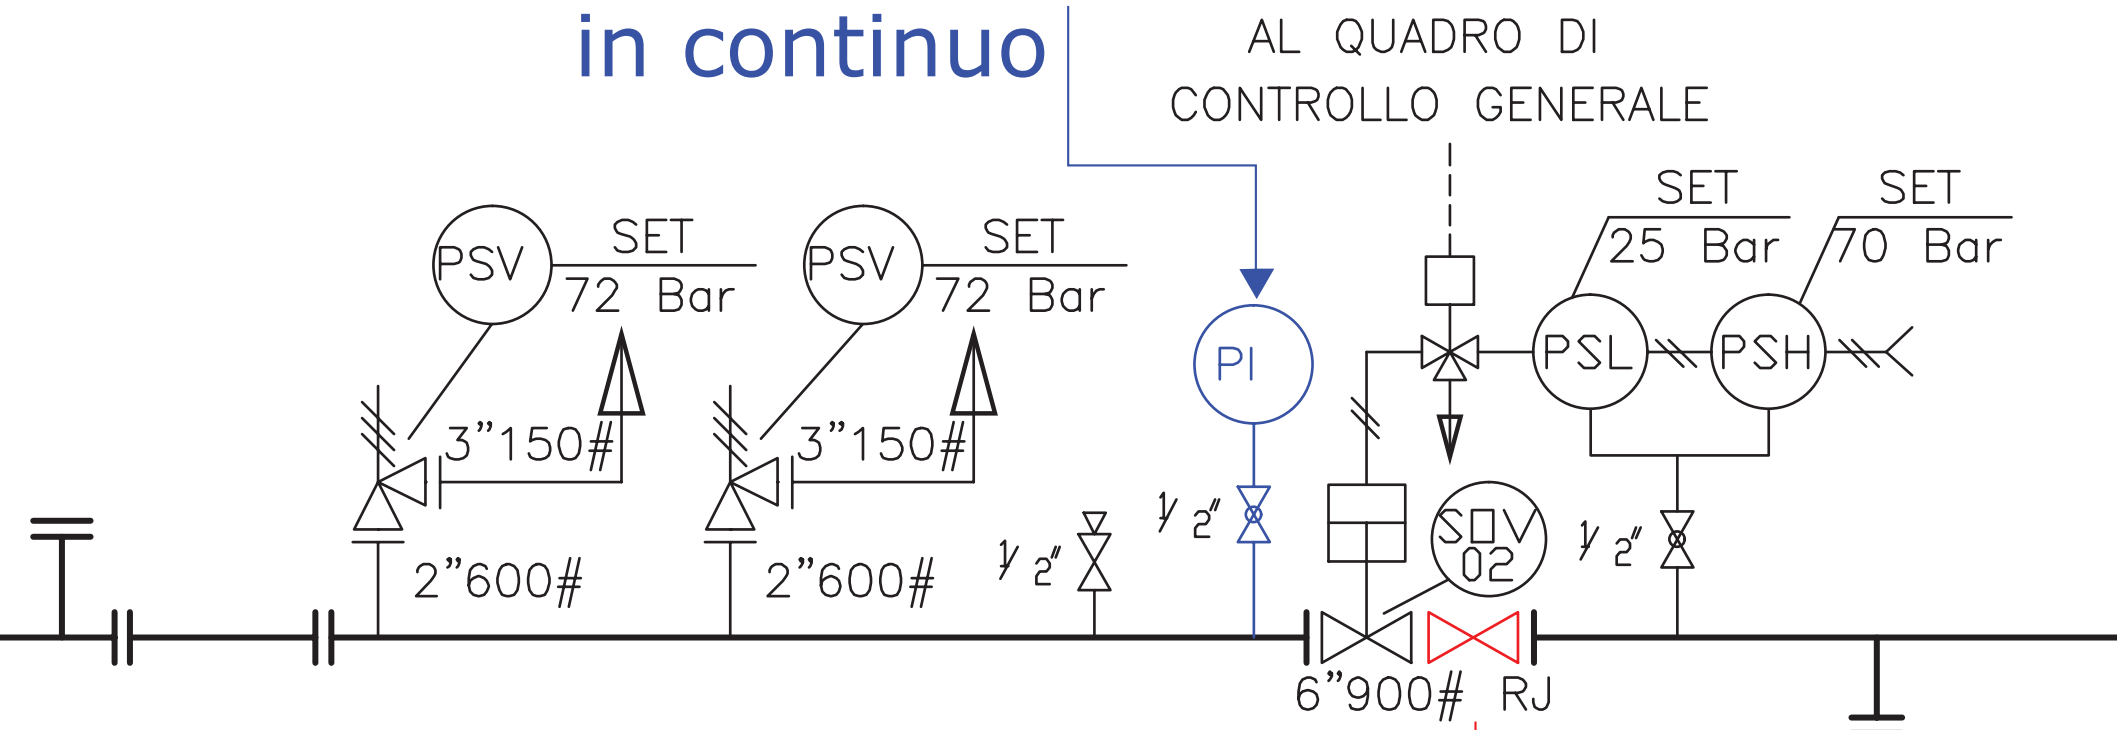 in continuo
AL QUADRO DI
CONTROLLO GENERALE
PSV
SET
72 Bar
PSV
SET
72 Bar
SET
25 Bar
SET
70 Bar
PI
PSL
PSH
3"150#
3"150#
2"600#
2"600#
1/2"
1/2"
SDV
02
1/2"
6"900# RJ